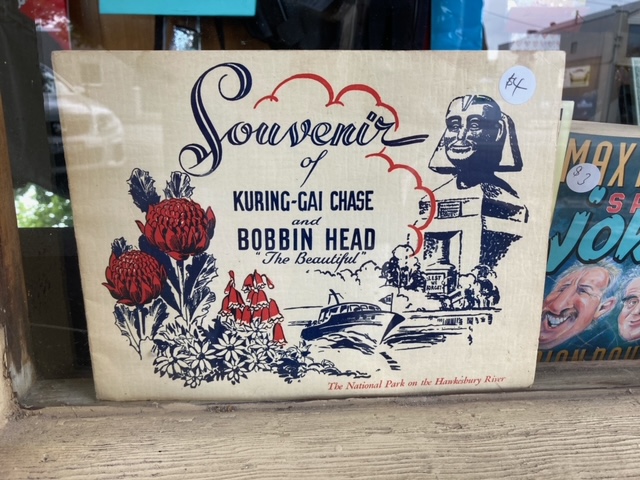 Souvenir
of
KURING-GAI CHASE
and
BOBBIN HEAD
"The Beautiful"
The National Park on the Hawkesbury River
$4
$3
MAX
"S
JOK